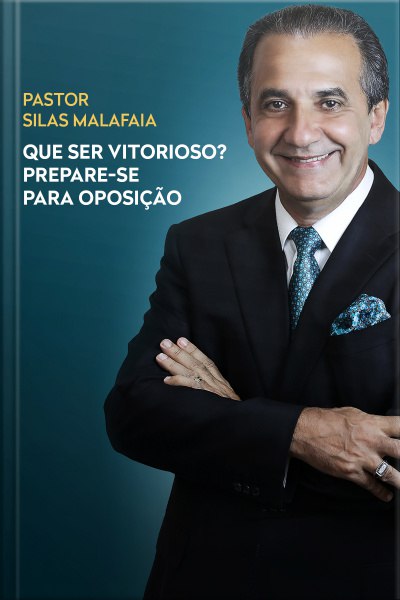 PASTOR
SILAS MALAFAIA
QUE SER VITORIOSO?
PREPARE-SE
PARA OPOSIÇÃO